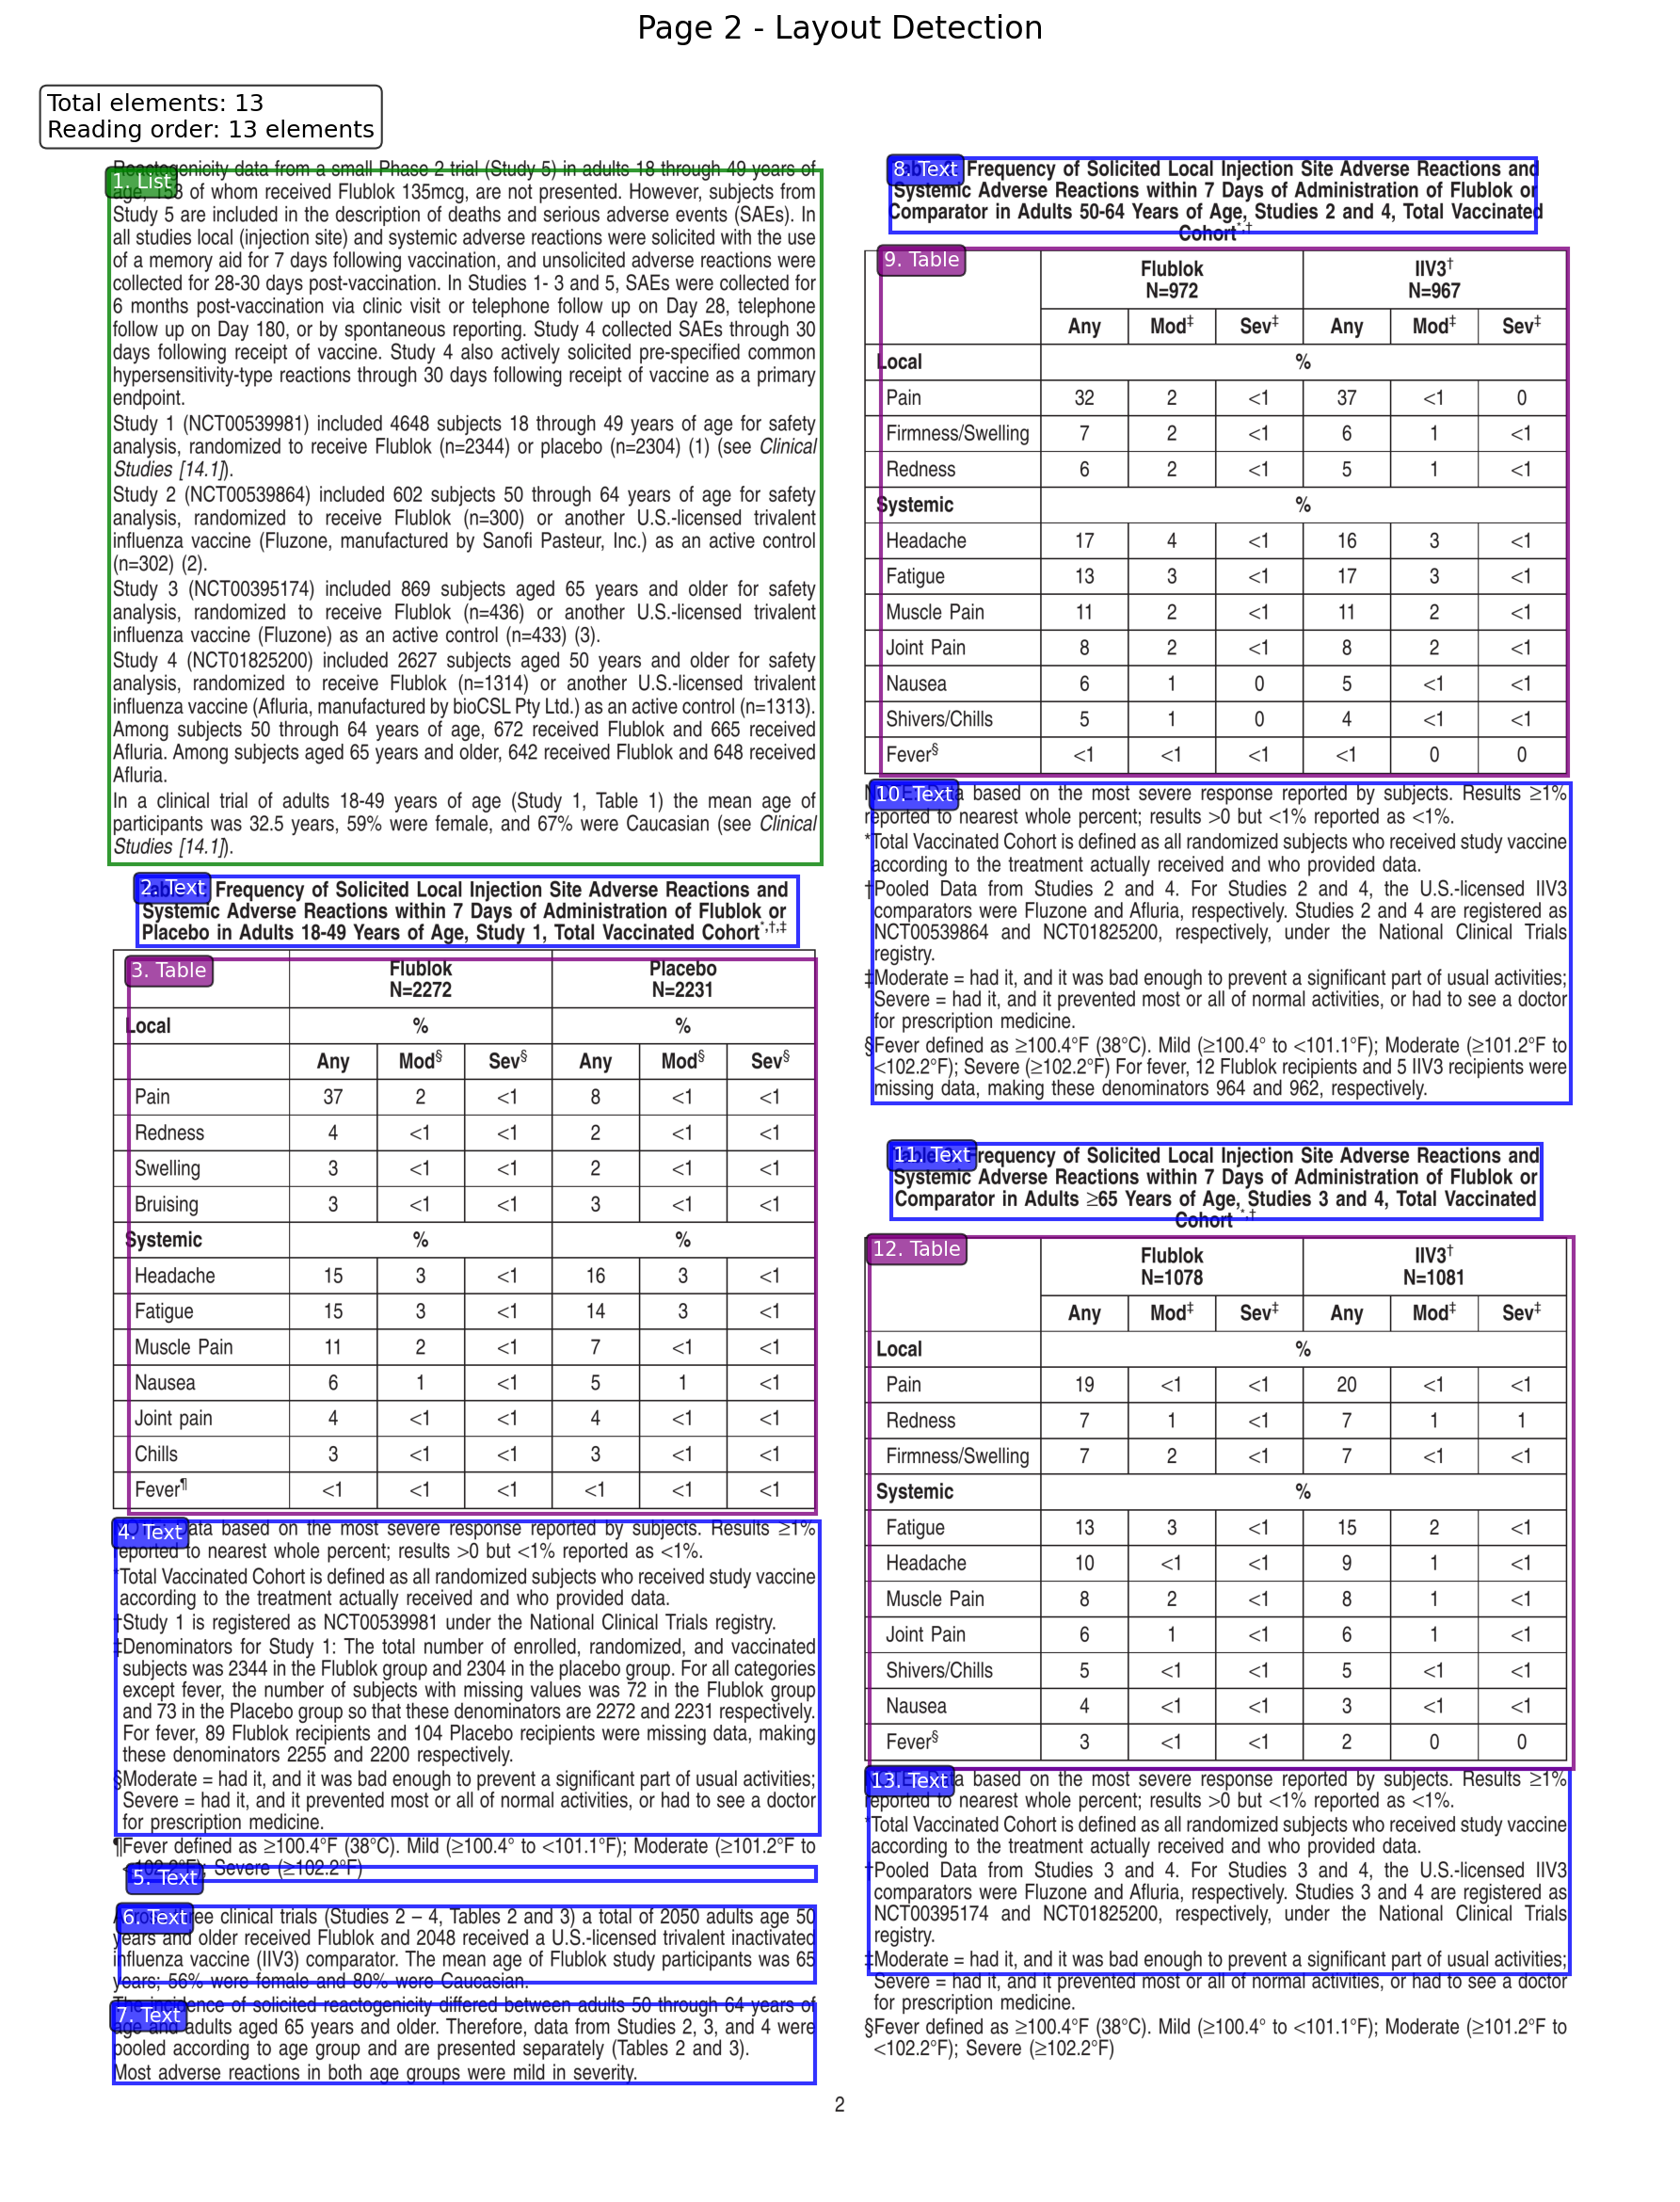 Page 2 - Layout Detection
Total elements: 13
Reading order: 13 elements
Reactogenicity data from a small Phase 2 trial (Study 5) in adults 18 through 49 years of
1. List
age, 153 of whom received Flublok 135mcg, are not presented. However, subjects from
Study 5 are included in the description of deaths and serious adverse events (SAEs). In
all studies local (injection site) and systemic adverse reactions were solicited with the use
of a memory aid for 7 days following vaccination, and unsolicited adverse reactions were
collected for 28-30 days post-vaccination. In Studies 1- 3 and 5, SAEs were collected for
6 months post-vaccination via clinic visit or telephone follow up on Day 28, telephone
follow up on Day 180, or by spontaneous reporting. Study 4 collected SAEs through 30
days following receipt of vaccine. Study 4 also actively solicited pre-specified common
hypersensitivity-type reactions through 30 days following receipt of vaccine as a primary
endpoint.
Study 1 (NCT00539981) included 4648 subjects 18 through 49 years of age for safety
analysis, randomized to receive Flublok (n=2344) or placebo (n=2304) (1) (see Clinical
Studies [14.1]).
Study 2 (NCT00539864) included 602 subjects 50 through 64 years of age for safety
analysis, randomized to receive Flublok (n=300) or another U.S.-licensed trivalent
influenza vaccine (Fluzone, manufactured by Sanofi Pasteur, Inc.) as an active control
(n=302) (2).
Study 3 (NCT00395174) included 869 subjects aged 65 years and older for safety
analysis, randomized to receive Flublok (n=436) or another U.S.-licensed trivalent
influenza vaccine (Fluzone) as an active control (n=433) (3).
Study 4 (NCT01825200) included 2627 subjects aged 50 years and older for safety
analysis, randomized to receive Flublok (n=1314) or another U.S.-licensed trivalent
influenza vaccine (Afluria, manufactured by bioCSL Pty Ltd.) as an active control (n=1313).
Among subjects 50 through 64 years of age, 672 received Flublok and 665 received
Afluria. Among subjects aged 65 years and older, 642 received Flublok and 648 received
Afluria.
In a clinical trial of adults 18-49 years of age (Study 1, Table 1) the mean age of
participants was 32.5 years, 59% were female, and 67% were Caucasian (see Clinical
Studies [14.1]).
2. Text
Frequency of Solicited Local Injection Site Adverse Reactions and
Systemic Adverse Reactions within 7 Days of Administration of Flublok or
Placebo in Adults 18-49 Years of Age, Study 1, Total Vaccinated Cohort*,†,‡
3. Table
Flublok Placebo
N=2272 N=2231
Local % %
Any Mod§ Sev§ Any Mod§ Sev§
Pain 37 2 <1 8 <1 <1
Redness 4 <1 <1 2 <1 <1
Swelling 3 <1 <1 2 <1 <1
Bruising 3 <1 <1 3 <1 <1
Systemic % %
Headache 15 3 <1 16 3 <1
Fatigue 15 3 <1 14 3 <1
Muscle Pain 11 2 <1 7 <1 <1
Nausea 6 1 <1 5 1 <1
Joint pain 4 <1 <1 4 <1 <1
Chills 3 <1 <1 3 <1 <1
Fever¶ <1 <1 <1 <1 <1 <1
4. Text
Data based on the most severe response reported by subjects. Results ≥1%
reported to nearest whole percent; results >0 but <1% reported as <1%.
*Total Vaccinated Cohort is defined as all randomized subjects who received study vaccine
according to the treatment actually received and who provided data.
†Study 1 is registered as NCT00539981 under the National Clinical Trials registry.
‡Denominators for Study 1: The total number of enrolled, randomized, and vaccinated
subjects was 2344 in the Flublok group and 2304 in the placebo group. For all categories
except fever, the number of subjects with missing values was 72 in the Flublok group
and 73 in the Placebo group so that these denominators are 2272 and 2231 respectively.
For fever, 89 Flublok recipients and 104 Placebo recipients were missing data, making
these denominators 2255 and 2200 respectively.
§Moderate = had it, and it was bad enough to prevent a significant part of usual activities;
Severe = had it, and it prevented most or all of normal activities, or had to see a doctor
for prescription medicine.
¶Fever defined as ≥100.4°F (38°C). Mild (≥100.4° to <101.1°F); Moderate (≥101.2°F to
<102.2°F); Severe (≥102.2°F)
5. Text
6. Text
Across three clinical trials (Studies 2 – 4, Tables 2 and 3) a total of 2050 adults age 50
years and older received Flublok and 2048 received a U.S.-licensed trivalent inactivated
influenza vaccine (IIV3) comparator. The mean age of Flublok study participants was 65
years; 56% were female and 80% were Caucasian.
The incidence of solicited reactogenicity differed between adults 50 through 64 years of
7. Text
age and adults aged 65 years and older. Therefore, data from Studies 2, 3, and 4 were
pooled according to age group and are presented separately (Tables 2 and 3).
Most adverse reactions in both age groups were mild in severity.
8. Text
Frequency of Solicited Local Injection Site Adverse Reactions and
Systemic Adverse Reactions within 7 Days of Administration of Flublok or
Comparator in Adults 50-64 Years of Age, Studies 2 and 4, Total Vaccinated
Cohort*,†
9. Table
Flublok IIV3†
N=972 N=967
Any Mod‡ Sev‡ Any Mod‡ Sev‡
Local %
Pain 32 2 <1 37 <1 0
Firmness/Swelling 7 2 <1 6 1 <1
Redness 6 2 <1 5 1 <1
Systemic %
Headache 17 4 <1 16 3 <1
Fatigue 13 3 <1 17 3 <1
Muscle Pain 11 2 <1 11 2 <1
Joint Pain 8 2 <1 8 2 <1
Nausea 6 1 0 5 <1 <1
Shivers/Chills 5 1 0 4 <1 <1
Fever§ <1 <1 <1 <1 0 0
10. Text
Data based on the most severe response reported by subjects. Results ≥1%
reported to nearest whole percent; results >0 but <1% reported as <1%.
*Total Vaccinated Cohort is defined as all randomized subjects who received study vaccine
according to the treatment actually received and who provided data.
†Pooled Data from Studies 2 and 4. For Studies 2 and 4, the U.S.-licensed IIV3
comparators were Fluzone and Afluria, respectively. Studies 2 and 4 are registered as
NCT00539864 and NCT01825200, respectively, under the National Clinical Trials
registry.
‡Moderate = had it, and it was bad enough to prevent a significant part of usual activities;
Severe = had it, and it prevented most or all of normal activities, or had to see a doctor
for prescription medicine.
§Fever defined as ≥100.4°F (38°C). Mild (≥100.4° to <101.1°F); Moderate (≥101.2°F to
<102.2°F); Severe (≥102.2°F) For fever, 12 Flublok recipients and 5 IIV3 recipients were
missing data, making these denominators 964 and 962, respectively.
11. Text
Frequency of Solicited Local Injection Site Adverse Reactions and
Systemic Adverse Reactions within 7 Days of Administration of Flublok or
Comparator in Adults ≥65 Years of Age, Studies 3 and 4, Total Vaccinated
Cohort*,†
12. Table
Flublok IIV3†
N=1078 N=1081
Any Mod‡ Sev‡ Any Mod‡ Sev‡
Local %
Pain 19 <1 <1 20 <1 <1
Redness 7 1 <1 7 1 1
Firmness/Swelling 7 2 <1 7 <1 <1
Systemic %
Fatigue 13 3 <1 15 2 <1
Headache 10 <1 <1 9 1 <1
Muscle Pain 8 2 <1 8 1 <1
Joint Pain 6 1 <1 6 1 <1
Shivers/Chills 5 <1 <1 5 <1 <1
Nausea 4 <1 <1 3 <1 <1
Fever§ 3 <1 <1 2 0 0
13. Text
Data based on the most severe response reported by subjects. Results ≥1%
reported to nearest whole percent; results >0 but <1% reported as <1%.
*Total Vaccinated Cohort is defined as all randomized subjects who received study vaccine
according to the treatment actually received and who provided data.
†Pooled Data from Studies 3 and 4. For Studies 3 and 4, the U.S.-licensed IIV3
comparators were Fluzone and Afluria, respectively. Studies 3 and 4 are registered as
NCT00395174 and NCT01825200, respectively, under the National Clinical Trials
registry.
‡Moderate = had it, and it was bad enough to prevent a significant part of usual activities;
Severe = had it, and it prevented most or all of normal activities, or had to see a doctor
for prescription medicine.
§Fever defined as ≥100.4°F (38°C). Mild (≥100.4° to <101.1°F); Moderate (≥101.2°F to
<102.2°F); Severe (≥102.2°F)
2